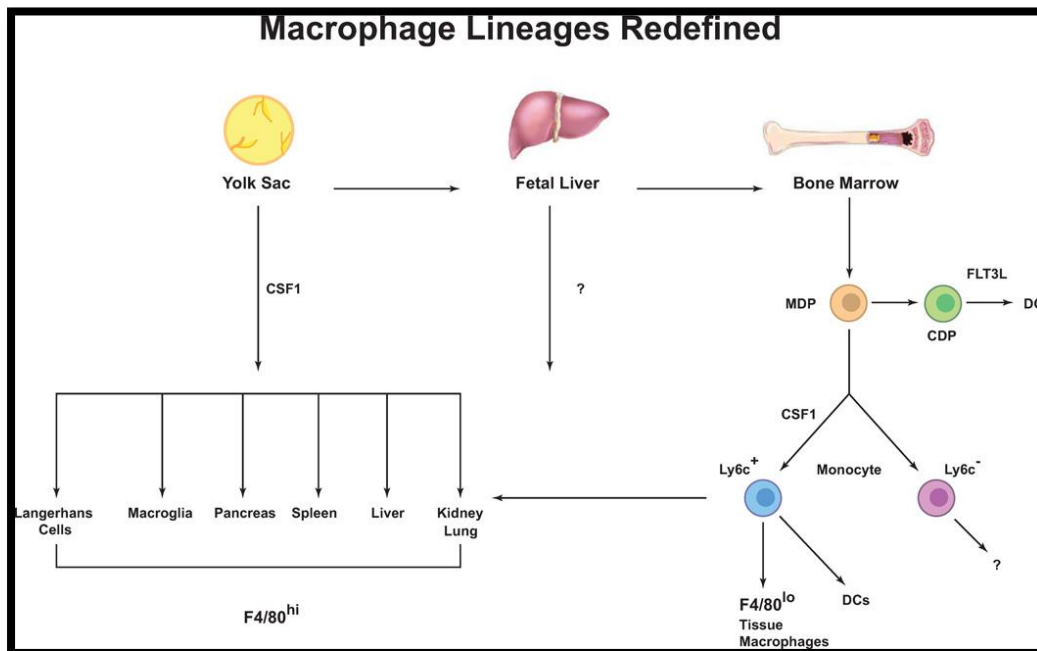 Macrophage Lineages Redefined
Yolk Sac
Fetal Liver
Bone Marrow
CSF1
?
FLT3L
MDP
CDP
DC
CSF1
Ly6c+
Monocyte
Ly6c-
Langerhans
Cells
Macroglia
Pancreas
Spleen
Liver
Kidney
Lung
?
F4/80hi
F4/80lo
Tissue
Macrophages
DCs